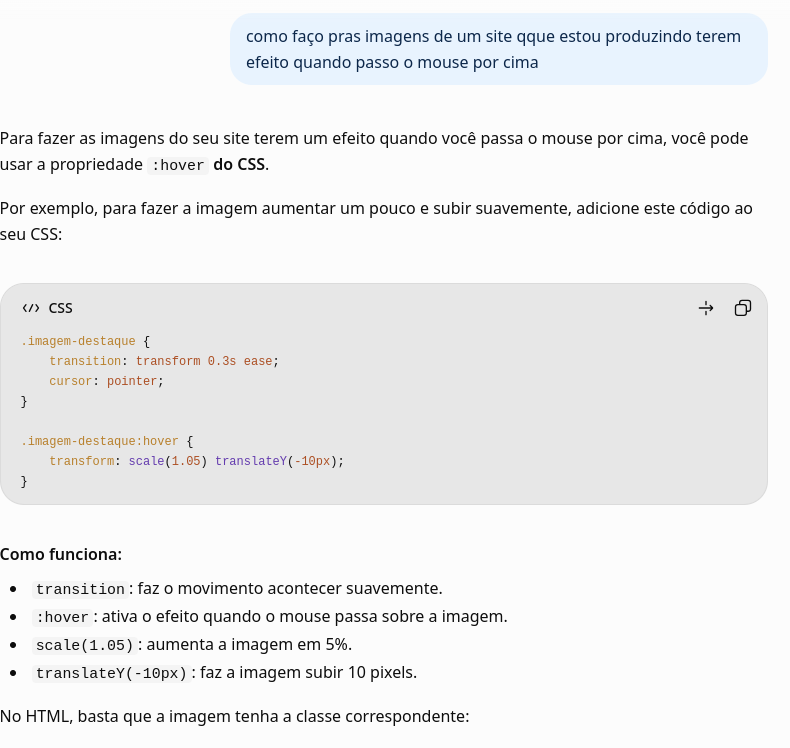 como faço pras imagens de um site qque estou produzindo terem
efeito quando passo o mouse por cima
Para fazer as imagens do seu site terem um efeito quando você passa o mouse por cima, você pode
usar a propriedade :hover do CSS.
Por exemplo, para fazer a imagem aumentar um pouco e subir suavemente, adicione este código ao
seu CSS:
CSS
.imagem-destaque {
    transition: transform 0.3s ease;
    cursor: pointer;
}

.imagem-destaque:hover {
    transform: scale(1.05) translateY(-10px);
}
Como funciona:
• transition: faz o movimento acontecer suavemente.
• :hover: ativa o efeito quando o mouse passa sobre a imagem.
• scale(1.05): aumenta a imagem em 5%.
• translateY(-10px): faz a imagem subir 10 pixels.
No HTML, basta que a imagem tenha a classe correspondente: